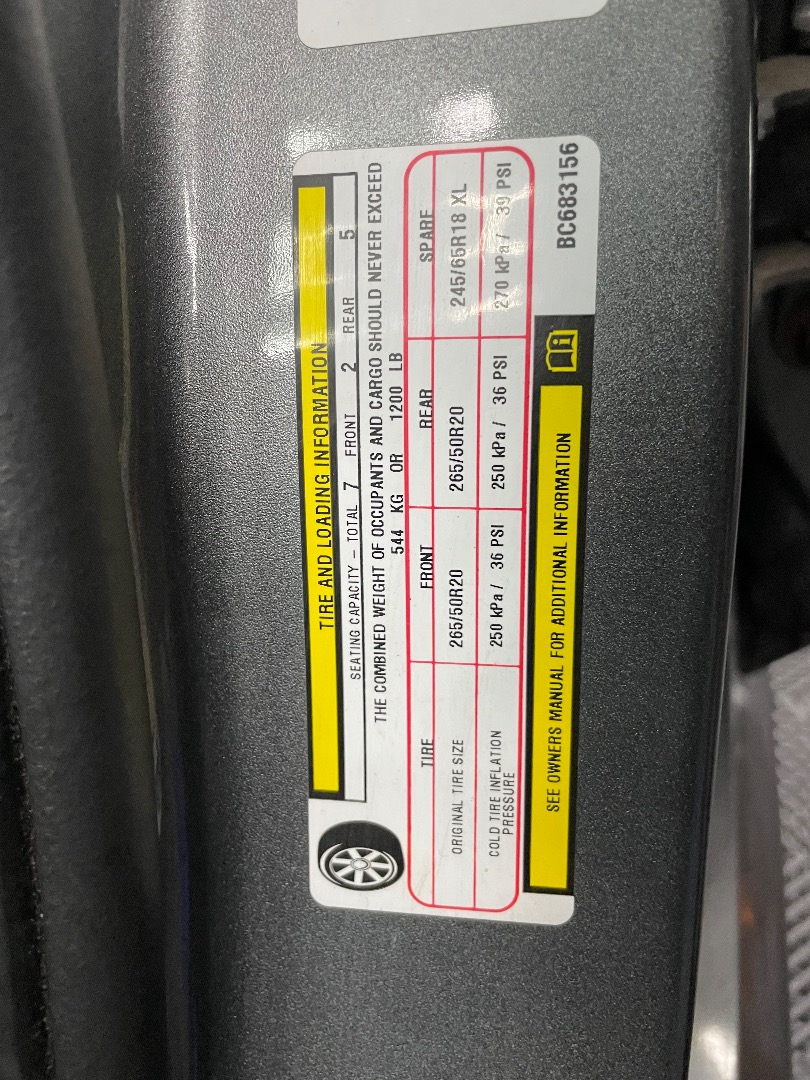 TIRE AND LOADING INFORMATION
SEATING CAPACITY – TOTAL 7 FRONT 2 REAR 5
THE COMBINED WEIGHT OF OCCUPANTS AND CARGO SHOULD NEVER EXCEED
544 KG OR 1200 LB
TIRE FRONT REAR SPARE
ORIGINAL TIRE SIZE 265/50R20 265/50R20 245/65R18 XL
COLD TIRE INFLATION PRESSURE 250 kPa / 36 PSI 250 kPa / 36 PSI 270 kPa / 39 PSI
SEE OWNERS MANUAL FOR ADDITIONAL INFORMATION
BC683156